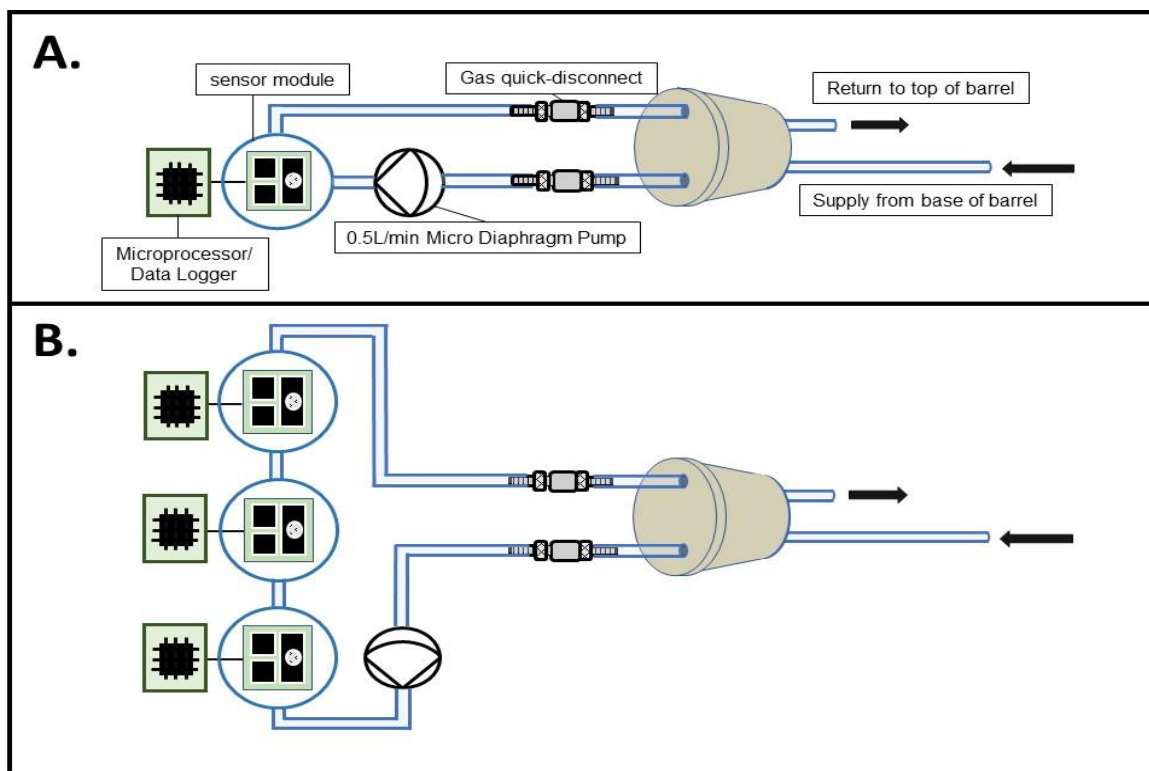 A.
sensor module
Gas quick-disconnect
Return to top of barrel
Supply from base of barrel
0.5L/min Micro Diaphragm Pump
Microprocessor/
Data Logger
B.